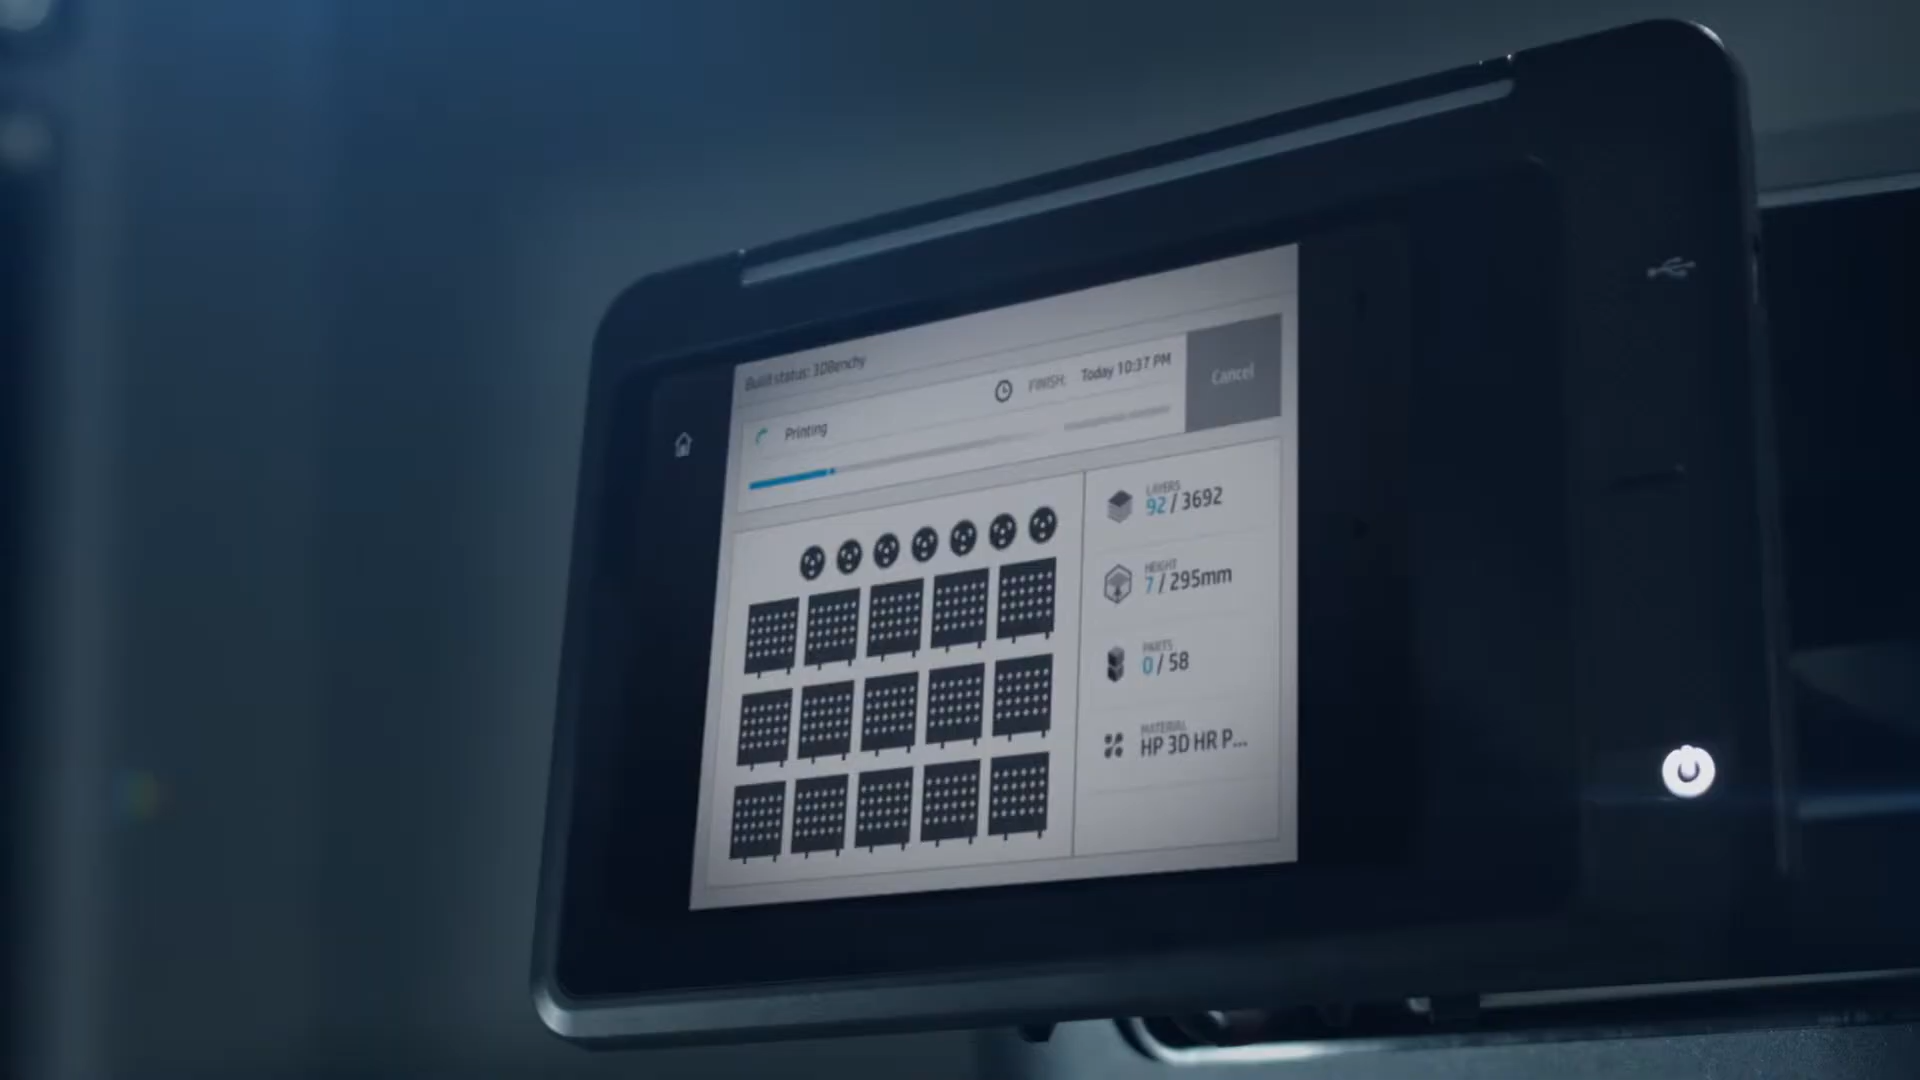 Build status: 3DBenchy
FINISH: Today 10:37 PM
Cancel
Printing
LAYERS
92 / 3692
HEIGHT
7 / 295mm
PARTS
0 / 58
MATERIAL
HP 3D HR P...